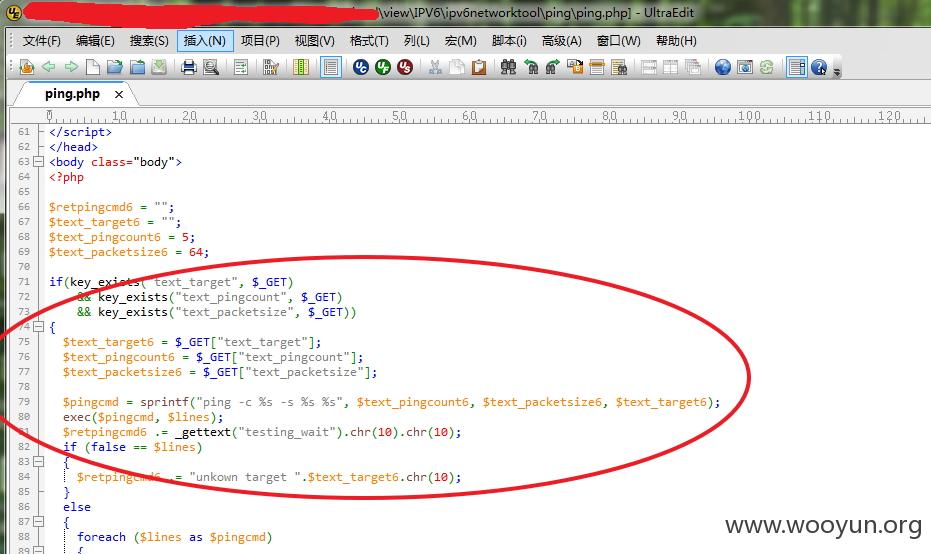 \view\IPV6\ipv6networktool\ping\ping.php] - UltraEdit
文件(F) 编辑(E) 搜索(S) 插入(N) 项目(P) 视图(V) 格式(T) 列(L) 宏(M) 脚本(i) 高级(A) 窗口(W) 帮助(H)
ping.php
0 10 20 30 40 50 60 70 80 90 100 110 120
61 </script>
62 </head>
63 <body class="body">
64 <?php
65
66 $retpingcmd6 = "";
67 $text_target6 = "";
68 $text_pingcount6 = 5;
69 $text_packetsize6 = 64;
70
71 if(key_exists("text_target", $_GET)
72 && key_exists("text_pingcount", $_GET)
73 && key_exists("text_packetsize", $_GET))
74 {
75 $text_target6 = $_GET["text_target"];
76 $text_pingcount6 = $_GET["text_pingcount"];
77 $text_packetsize6 = $_GET["text_packetsize"];
78
79 $pingcmd = sprintf("ping -c %s -s %s %s", $text_pingcount6, $text_packetsize6, $text_target6);
80 exec($pingcmd, $lines);
81 $retpingcmd6 .= _gettext("testing_wait").chr(10).chr(10);
82 if (false == $lines)
83 {
84 $retpingcmd6 .= "unkown target ".$text_target6.chr(10);
85 }
86 else
87 {
88 foreach ($lines as $pingcmd)
89 {
www.wooyun.org